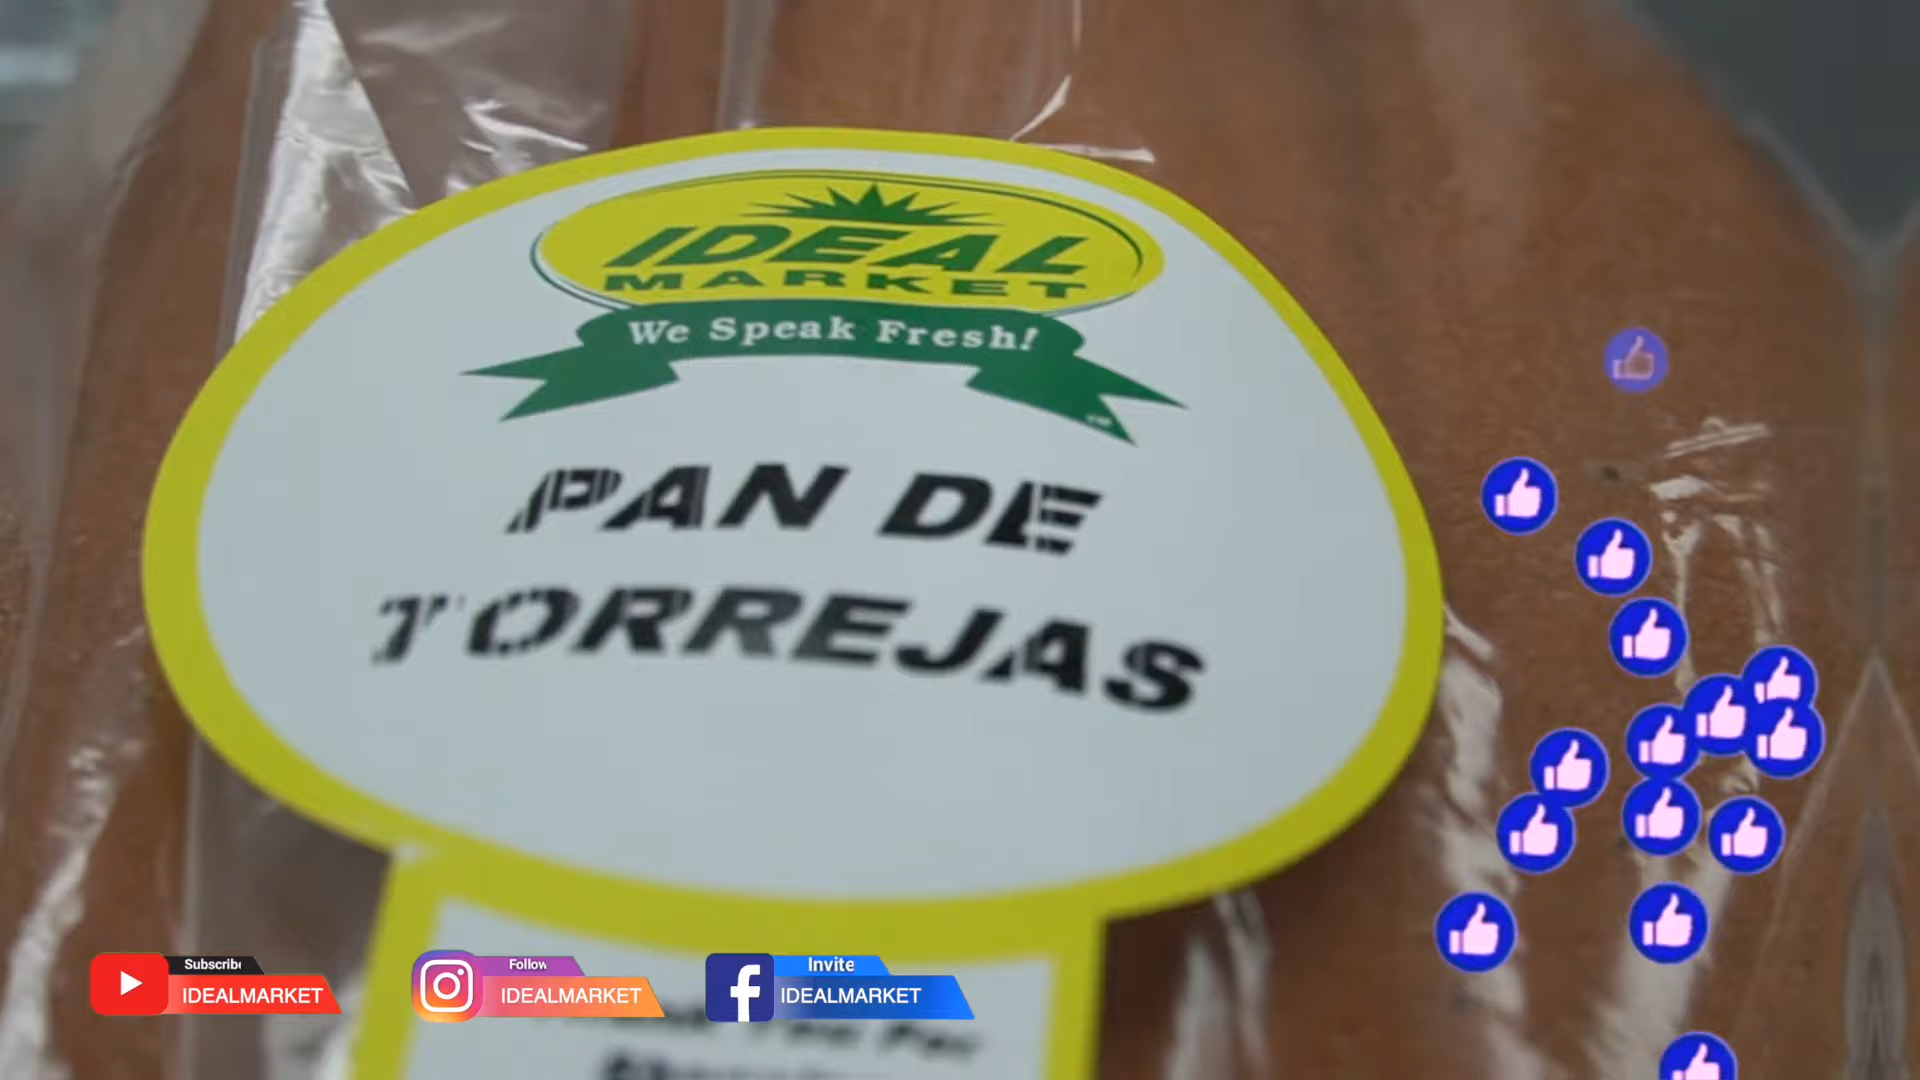 IDEAL
MARKET
We Speak Fresh!
PAN DE
TORREJAS
Subscribe
IDEALMARKET
Follow
IDEALMARKET
Invite
IDEALMARKET